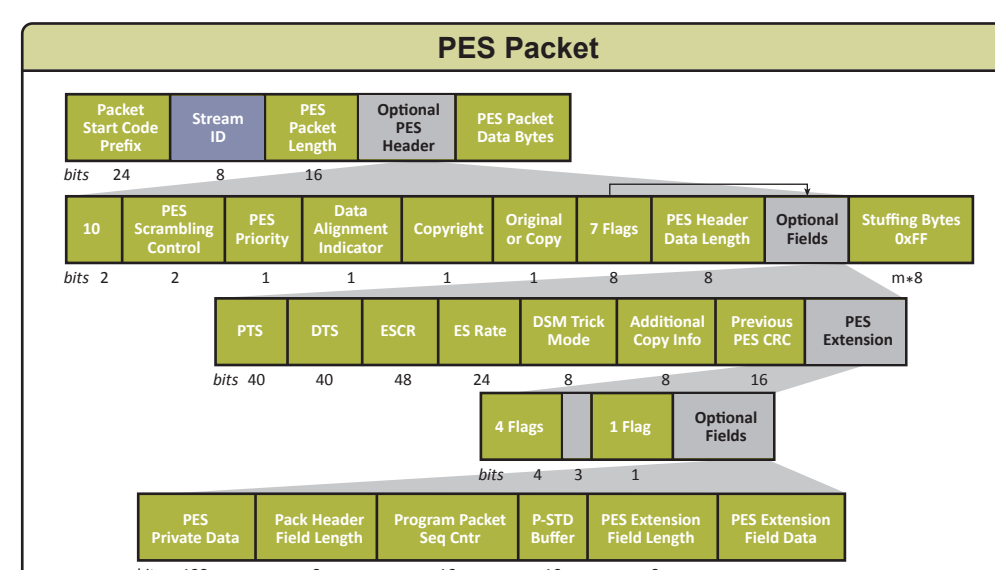 PES Packet
Packet Start Code Prefix
Stream ID
PES Packet Length
Optional PES Header
PES Packet Data Bytes
bits 24 8 16
10
PES Scrambling Control
PES Priority
Data Alignment Indicator
Copyright
Original or Copy
7 Flags
PES Header Data Length
Optional Fields
Stuffing Bytes 0xFF
bits 2 2 1 1 1 1 8 8 m*8
PTS
DTS
ESCR
ES Rate
DSM Trick Mode
Additional Copy Info
Previous PES CRC
PES Extension
bits 40 40 48 24 8 8 16
4 Flags
1 Flag
Optional Fields
bits 4 3 1
PES Private Data
Pack Header Field Length
Program Packet Seq Cntr
P-STD Buffer
PES Extension Field Length
PES Extension Field Data